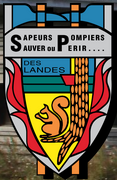 SAPEURS POMPIERS
SAUVER OU PERIR....
DES LANDES